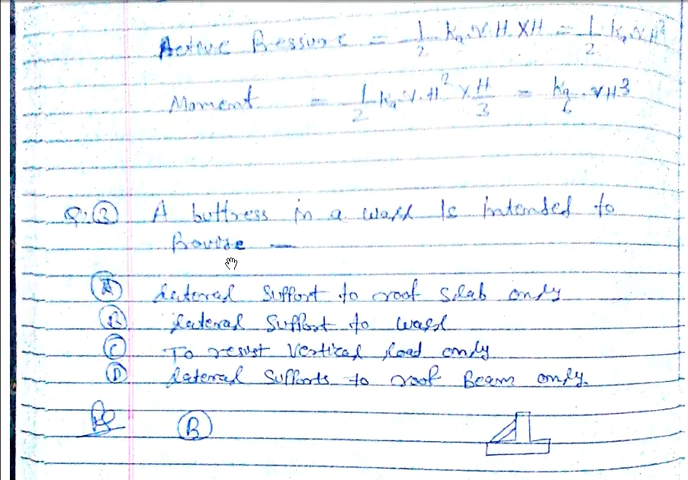 Active Pressure = 1/2 Ka.γ.H × H = 1/2 Ka.γH²
Moment = 1/2 Ka.γ.H² × H/3 = Ka/6 . γH3
Q.③ A buttress in a wall is intended to
Provide —
Ⓐ lateral Support to roof Slab only
Ⓑ lateral Support to wall
Ⓒ To resist Vertical load only
Ⓓ lateral Supports to roof Beam only.
Ⓑ